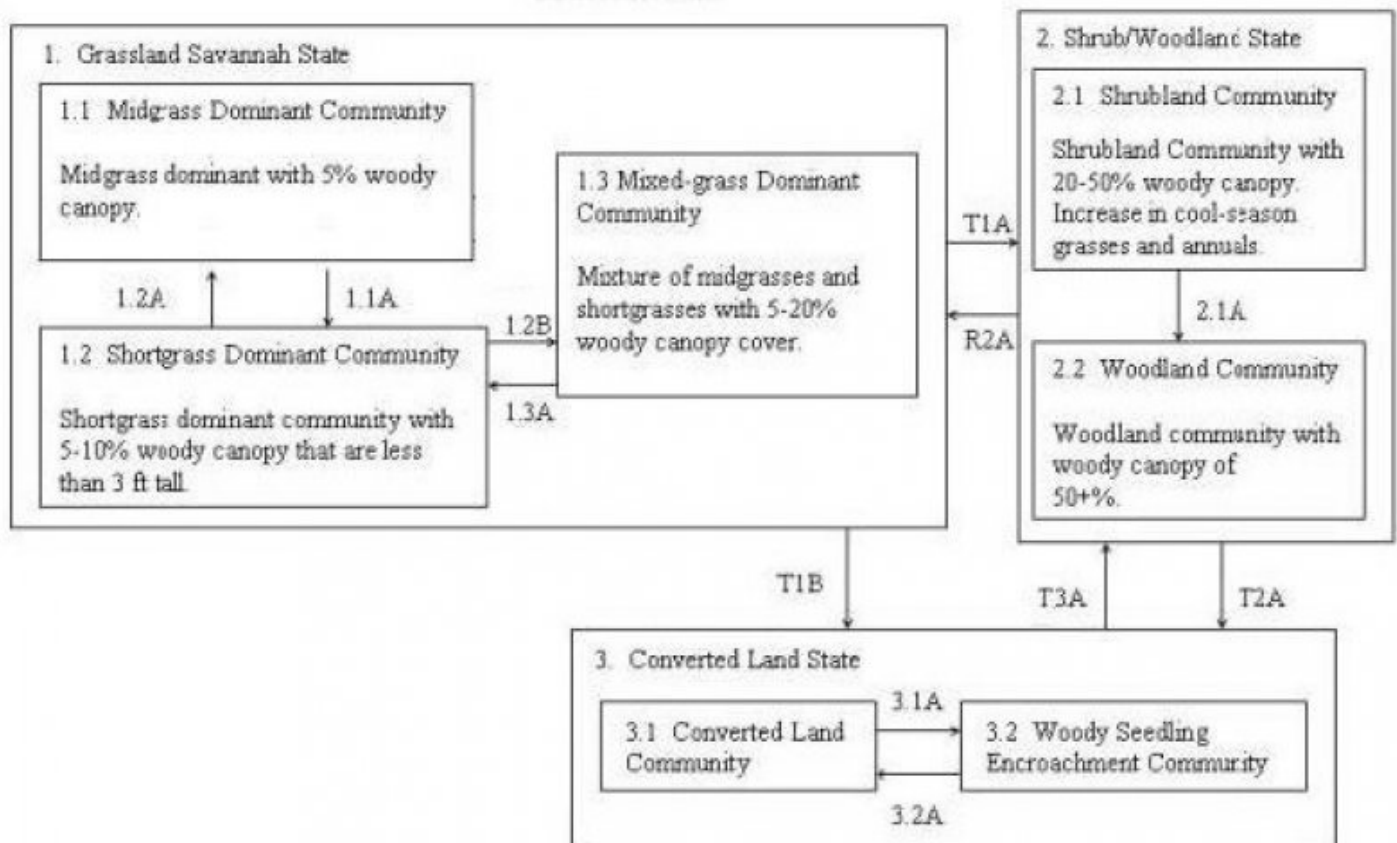 1. Grassland Savannah State
1.1 Midgrass Dominant Community
Midgrass dominant with 5% woody
canopy.
1.2A
1.1A
1.2 Shortgrass Dominant Community
Shortgrass dominant community with
5-10% woody canopy that are less
than 3 ft tall.
1.2B
1.3A
1.3 Mixed-grass Dominant
Community
Mixture of midgrasses and
shortgrasses with 5-20%
woody canopy cover.
T1A
R2A
2. Shrub/Woodland State
2.1 Shrubland Community
Shrubland Community with
20-50% woody canopy.
Increase in cool-season
grasses and annuals.
2.1A
2.2 Woodland Community
Woodland community with
woody canopy of
50+%.
T1B
T3A
T2A
3. Converted Land State
3.1 Converted Land
Community
3.1A
3.2A
3.2 Woody Seedling
Encroachment Community